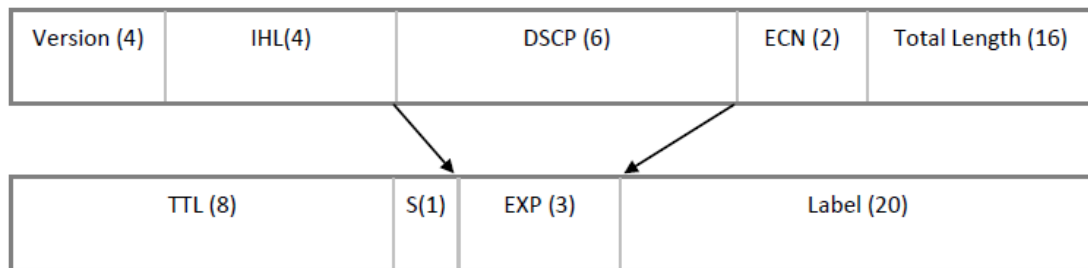 Version (4) IHL(4) DSCP (6) ECN (2) Total Length (16)
TTL (8) S(1) EXP (3) Label (20)